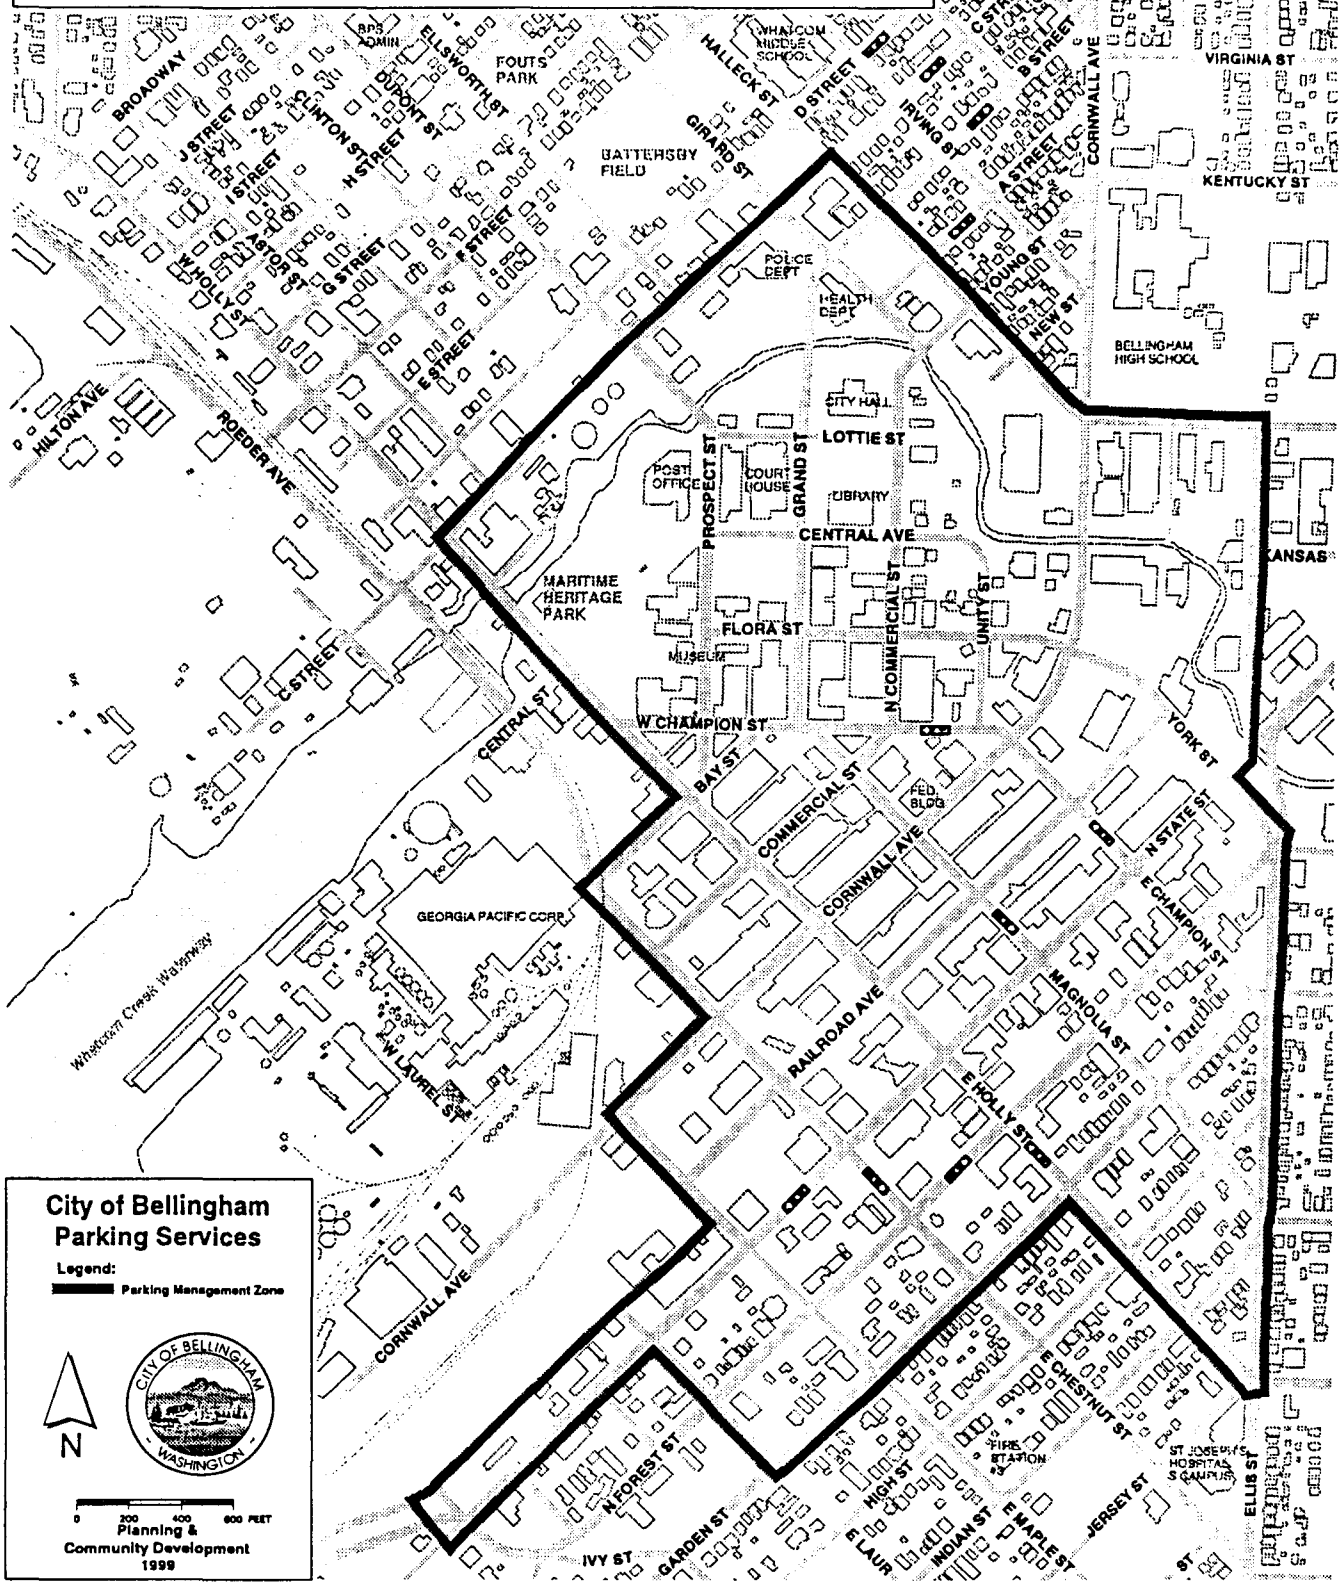 BPS
ADMIN
ELLSWORTH ST
WHATCOM
MIDDLE
SCHOOL
HALLECK ST
D STREET
B STREET
CORNWALL AVE
VIRGINIA ST
BROADWAY
FOUTS
PARK
DUPONT ST
CLINTON ST
J STREET
H STREET
I STREET
GIRARD ST
IRVING ST
A STREET
KENTUCKY ST
BATTERSBY
FIELD
ASTOR ST
G STREET
F STREET
W HOLLY ST
POLICE
DEPT
HEALTH
DEPT
YOUNG ST
NEW ST
BELLINGHAM
HIGH SCHOOL
E STREET
HILTON AVE
ROEDER AVE
CITY HALL
LOTTIE ST
POST
OFFICE
PROSPECT ST
COURT
HOUSE
GRAND ST
LIBRARY
CENTRAL AVE
KANSAS
MARITIME
HERITAGE
PARK
N COMMERCIAL ST
UNITY ST
FLORA ST
MUSEUM
C STREET
CENTRAL ST
W CHAMPION ST
YORK ST
BAY ST
COMMERCIAL ST
FED.
BLDG
N STATE ST
CORNWALL AVE
E CHAMPION ST
GEORGIA PACIFIC CORP.
Whatcom Creek Waterway
MAGNOLIA ST
RAILROAD AVE
W LAUREL ST
E HOLLY ST
City of Bellingham
Parking Services
Legend:
Parking Management Zone
CITY OF BELLINGHAM
WASHINGTON
N
0 200 400 600 FEET
Planning &
Community Development
1999
CORNWALL AVE
E CHESTNUT ST
FIRE
STATION
#3
ST JOSEPH'S
HOSPITAL
S CAMPUS
ELLIS ST
N FOREST ST
HIGH ST
JERSEY ST
GARDEN ST
E LAUR
INDIAN ST
E MAPLE ST
IVY ST
ST